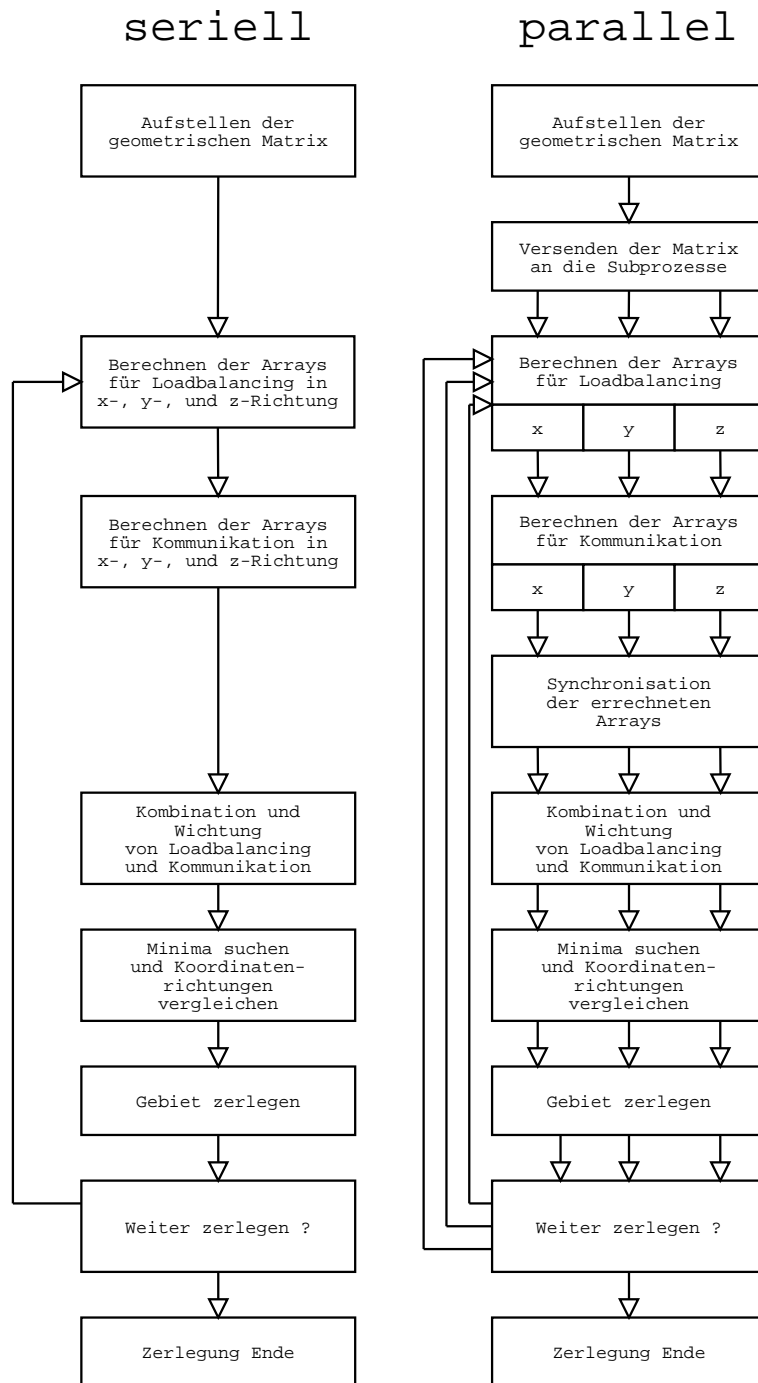 seriell
Aufstellen der
geometrischen Matrix
Berechnen der Arrays
für Loadbalancing in
x-, y-, und z-Richtung
Berechnen der Arrays
für Kommunikation in
x-, y-, und z-Richtung
Kombination und
Wichtung
von Loadbalancing
und Kommunikation
Minima suchen
und Koordinaten-
richtungen
vergleichen
Gebiet zerlegen
Weiter zerlegen ?
Zerlegung Ende
parallel
Aufstellen der
geometrischen Matrix
Versenden der Matrix
an die Subprozesse
Berechnen der Arrays
für Loadbalancing
x y z
Berechnen der Arrays
für Kommunikation
x y z
Synchronisation
der errechneten
Arrays
Kombination und
Wichtung
von Loadbalancing
und Kommunikation
Minima suchen
und Koordinaten-
richtungen
vergleichen
Gebiet zerlegen
Weiter zerlegen ?
Zerlegung Ende